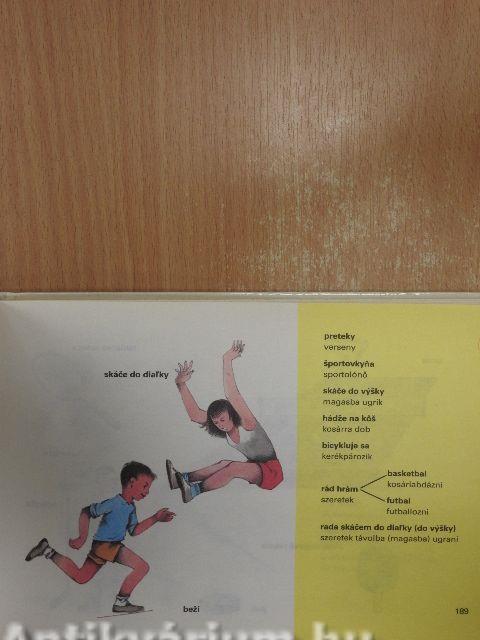 skáče do diaľky
beží
preteky
verseny
športovkyňa
sportolónő
skáče do výšky
magasba ugrik
hádže na kôš
kosárra dob
bicykluje sa
kerékpározik
rád hrám
szeretek
basketbal
kosárlabdázni
futbal
futballozni
rada skáčem do diaľky (do výšky)
szeretek távolba (magasba) ugrani
189
Antikvárium.hu